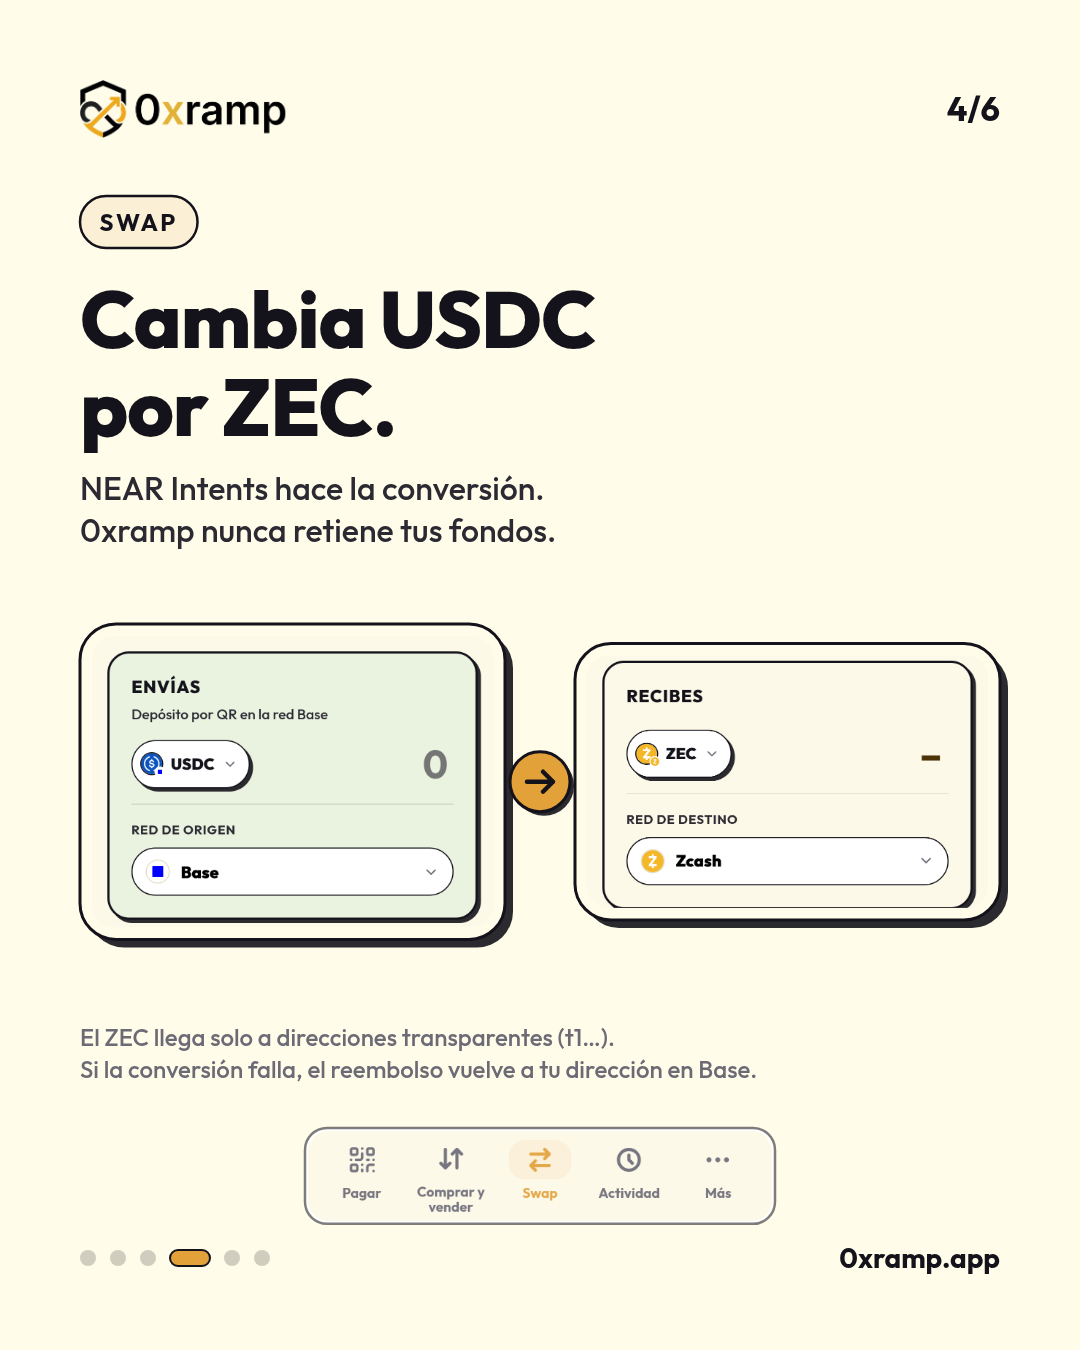 0xramp
4/6
SWAP
Cambia USDC
por ZEC.
NEAR Intents hace la conversión.
0xramp nunca retiene tus fondos.
ENVÍAS
Depósito por QR en la red Base
USDC
0
RED DE ORIGEN
Base
RECIBES
ZEC
–
RED DE DESTINO
Zcash
El ZEC llega solo a direcciones transparentes (t1...).
Si la conversión falla, el reembolso vuelve a tu dirección en Base.
Pagar
Comprar y
vender
Swap
Actividad
Más
0xramp.app